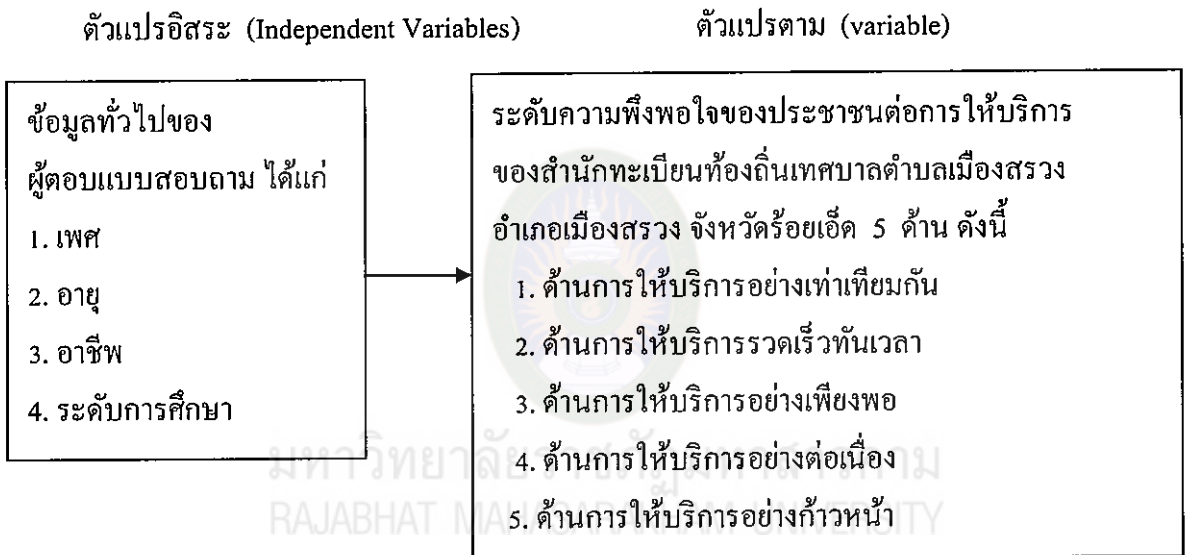 ตัวแปรอิสระ (Independent Variables)
ตัวแปรตาม (variable)
ข้อมูลทั่วไปของ
ผู้ตอบแบบสอบถาม ได้แก่
1. เพศ
2. อายุ
3. อาชีพ
4. ระดับการศึกษา
ระดับความพึงพอใจของประชาชนต่อการให้บริการ
ของสำนักทะเบียนท้องถิ่นเทศบาลตำบลเมืองสรวง
อำเภอเมืองสรวง จังหวัดร้อยเอ็ด 5 ด้าน ดังนี้
1. ด้านการให้บริการอย่างเท่าเทียมกัน
2. ด้านการให้บริการรวดเร็วทันเวลา
3. ด้านการให้บริการอย่างเพียงพอ
4. ด้านการให้บริการอย่างต่อเนื่อง
5. ด้านการให้บริการอย่างก้าวหน้า
มหาวิทยาลัยราชภัฏมหาสารคาม
RAJABHAT MAHASARAKHAM UNIVERSITY